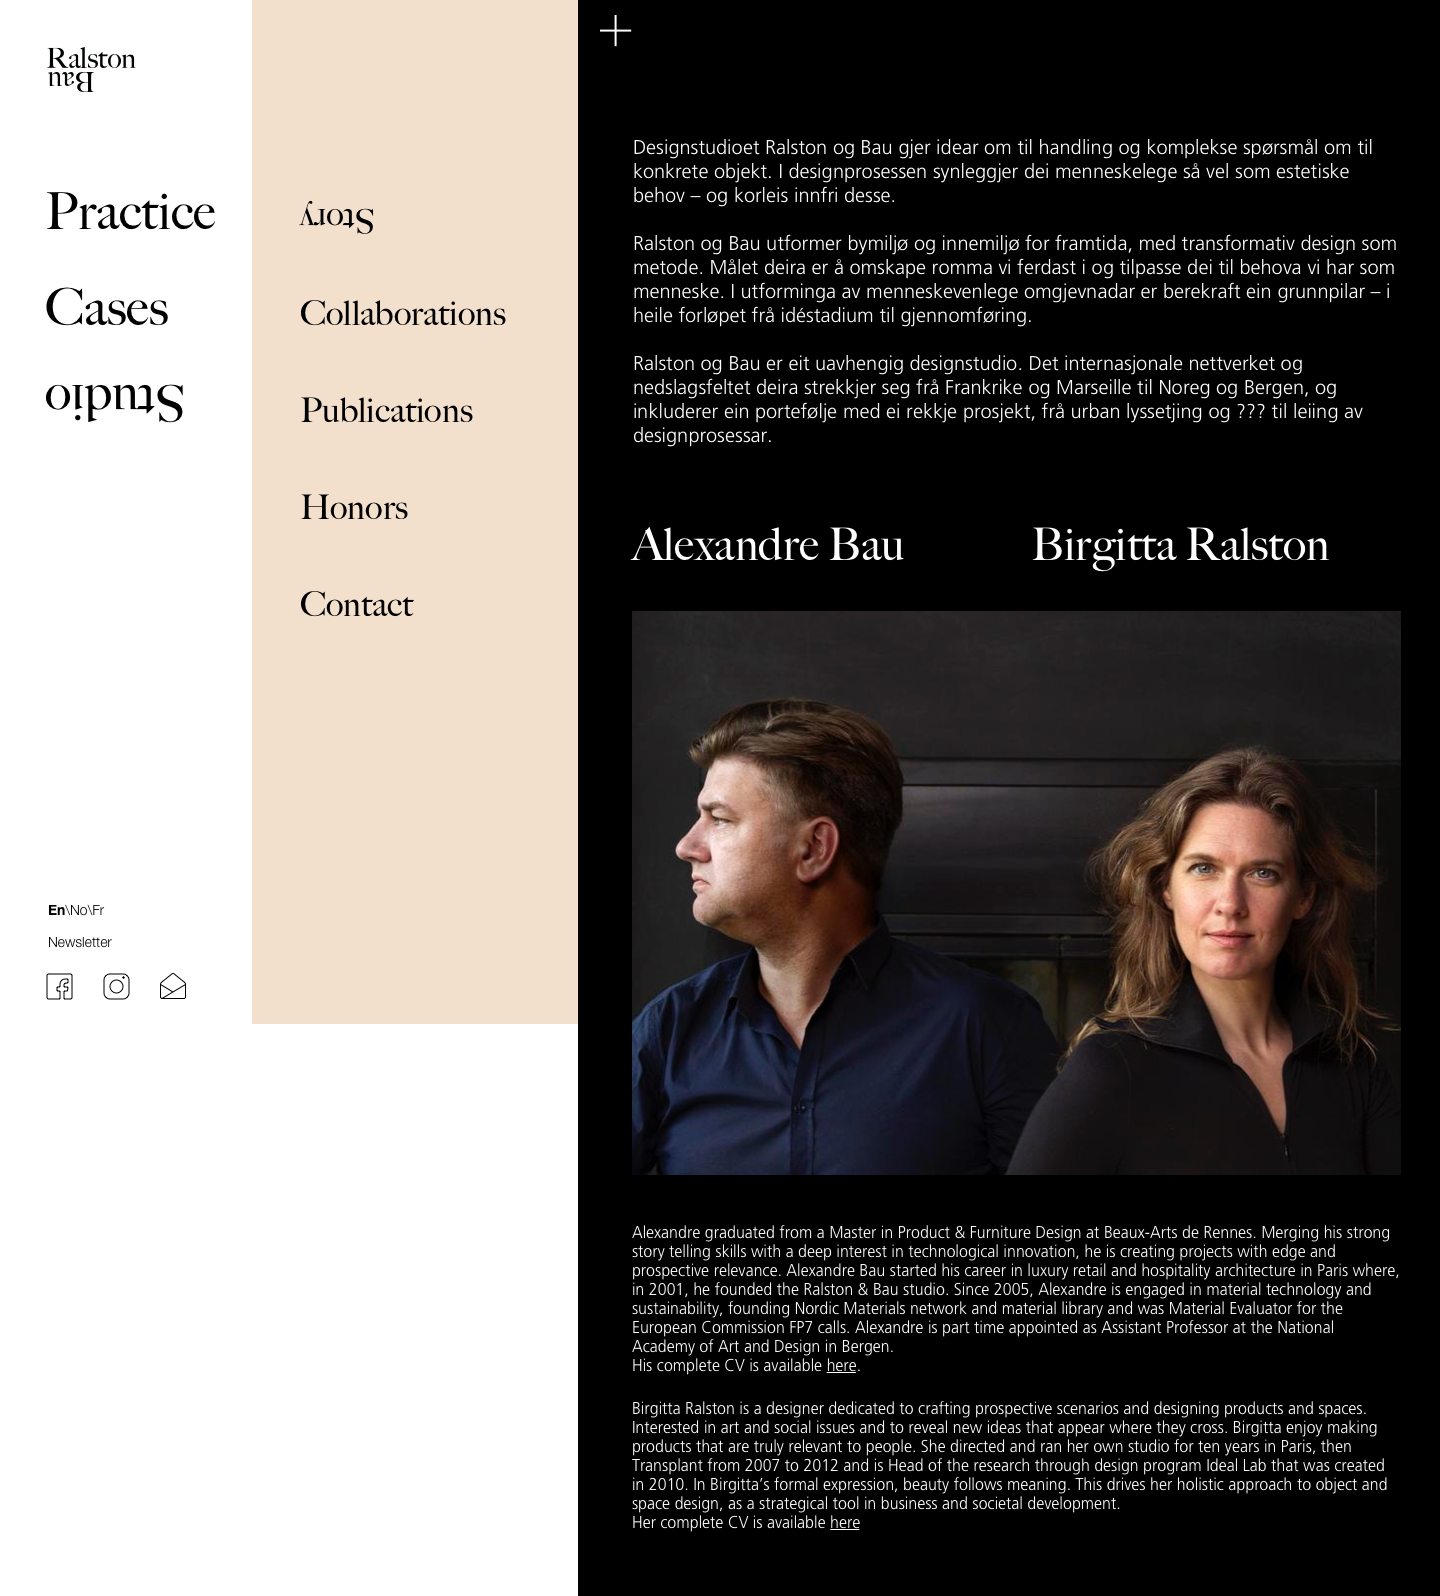 Ralston
Bau
Practice
Cases
Studio
En\No\Fr
Newsletter
Story
Collaborations
Publications
Honors
Contact
Designstudioet Ralston og Bau gjer idear om til handling og komplekse spørsmål om til
konkrete objekt. I designprosessen synleggjer dei menneskelege så vel som estetiske
behov – og korleis innfri desse.
Ralston og Bau utformer bymiljø og innemiljø for framtida, med transformativ design som
metode. Målet deira er å omskape romma vi ferdast i og tilpasse dei til behova vi har som
menneske. I utforminga av menneskevenlege omgjevnadar er berekraft ein grunnpilar – i
heile forløpet frå idéstadium til gjennomføring.
Ralston og Bau er eit uavhengig designstudio. Det internasjonale nettverket og
nedslagsfeltet deira strekkjer seg frå Frankrike og Marseille til Noreg og Bergen, og
inkluderer ein portefølje med ei rekkje prosjekt, frå urban lyssetjing og ??? til leiing av
designprosessar.
Alexandre Bau
Birgitta Ralston
Alexandre graduated from a Master in Product & Furniture Design at Beaux-Arts de Rennes. Merging his strong
story telling skills with a deep interest in technological innovation, he is creating projects with edge and
prospective relevance. Alexandre Bau started his career in luxury retail and hospitality architecture in Paris where,
in 2001, he founded the Ralston & Bau studio. Since 2005, Alexandre is engaged in material technology and
sustainability, founding Nordic Materials network and material library and was Material Evaluator for the
European Commission FP7 calls. Alexandre is part time appointed as Assistant Professor at the National
Academy of Art and Design in Bergen.
His complete CV is available here.
Birgitta Ralston is a designer dedicated to crafting prospective scenarios and designing products and spaces.
Interested in art and social issues and to reveal new ideas that appear where they cross. Birgitta enjoy making
products that are truly relevant to people. She directed and ran her own studio for ten years in Paris, then
Transplant from 2007 to 2012 and is Head of the research through design program Ideal Lab that was created
in 2010. In Birgitta’s formal expression, beauty follows meaning. This drives her holistic approach to object and
space design, as a strategical tool in business and societal development.
Her complete CV is available here